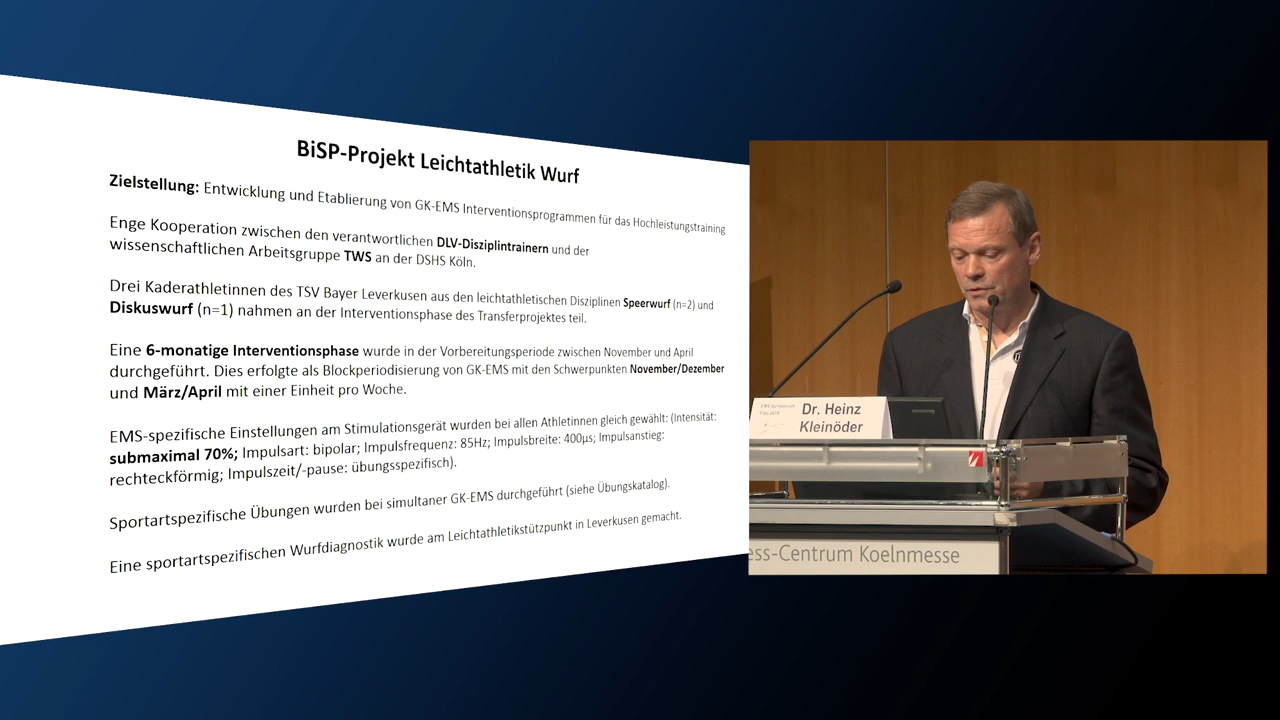 BiSP-Projekt Leichtathletik Wurf
Zielstellung: Entwicklung und Etablierung von GK-EMS Interventionsprogrammen für das Hochleistungstraining
Enge Kooperation zwischen den verantwortlichen DLV-Disziplintrainern und der
wissenschaftlichen Arbeitsgruppe TWS an der DSHS Köln.
Drei Kaderathletinnen des TSV Bayer Leverkusen aus den leichtathletischen Disziplinen Speerwurf (n=2) und
Diskuswurf (n=1) nahmen an der Interventionsphase des Transferprojektes teil.
Eine 6-monatige Interventionsphase wurde in der Vorbereitungsperiode zwischen November und April
durchgeführt. Dies erfolgte als Blockperiodisierung von GK-EMS mit den Schwerpunkten November/Dezember
und März/April mit einer Einheit pro Woche.
EMS-spezifische Einstellungen am Stimulationsgerät wurden bei allen Athletinnen gleich gewählt: (Intensität:
submaximal 70%; Impulsart: bipolar; Impulsfrequenz: 85Hz; Impulsbreite: 400µs; Impulsanstieg:
rechteckförmig; Impulszeit/-pause: übungsspezifisch).
Sportartspezifische Übungen wurden bei simultaner GK-EMS durchgeführt (siehe Übungskatalog).
Eine sportartspezifischen Wurfdiagnostik wurde am Leichtathletikstützpunkt in Leverkusen gemacht.
EMS Symposium
Dr. Heinz
Kleinöder
ess-Centrum Koelnmesse